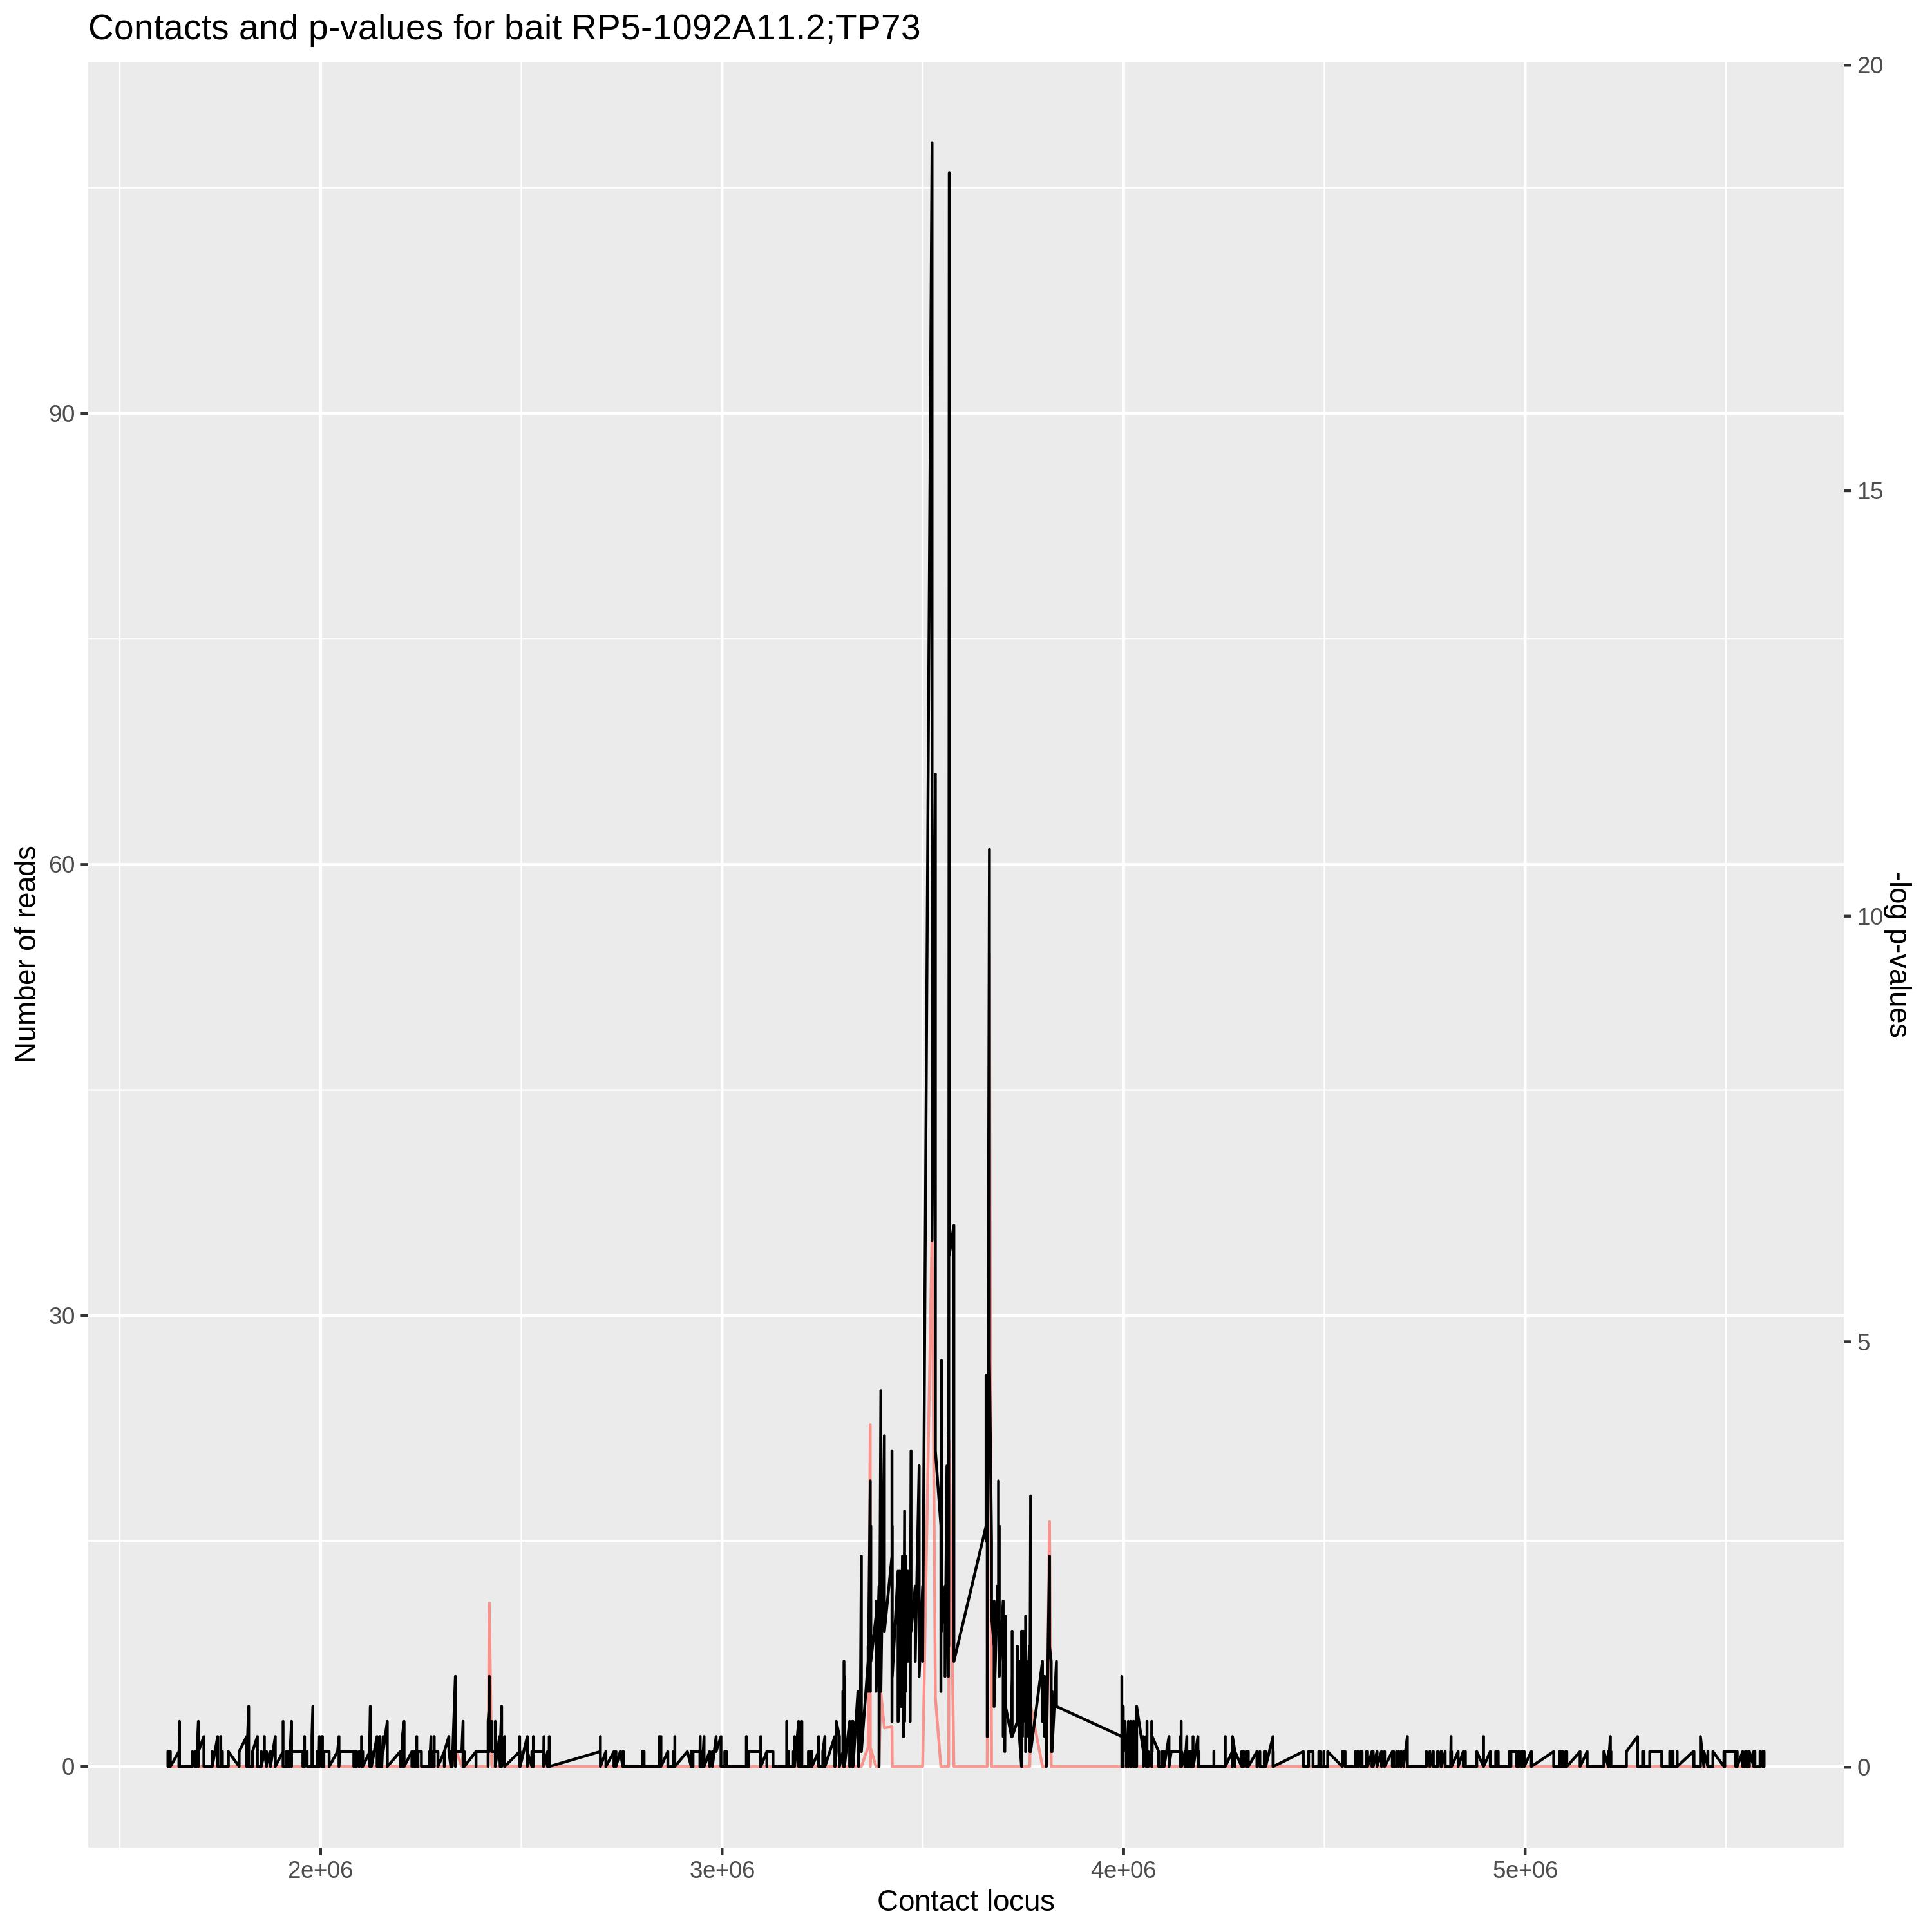 Contacts and p-values for bait RP5-1092A11.2;TP73
20
90
15
60
10
30
5
0
0
Number of reads
-log p-values
2e+06
3e+06
4e+06
5e+06
Contact locus